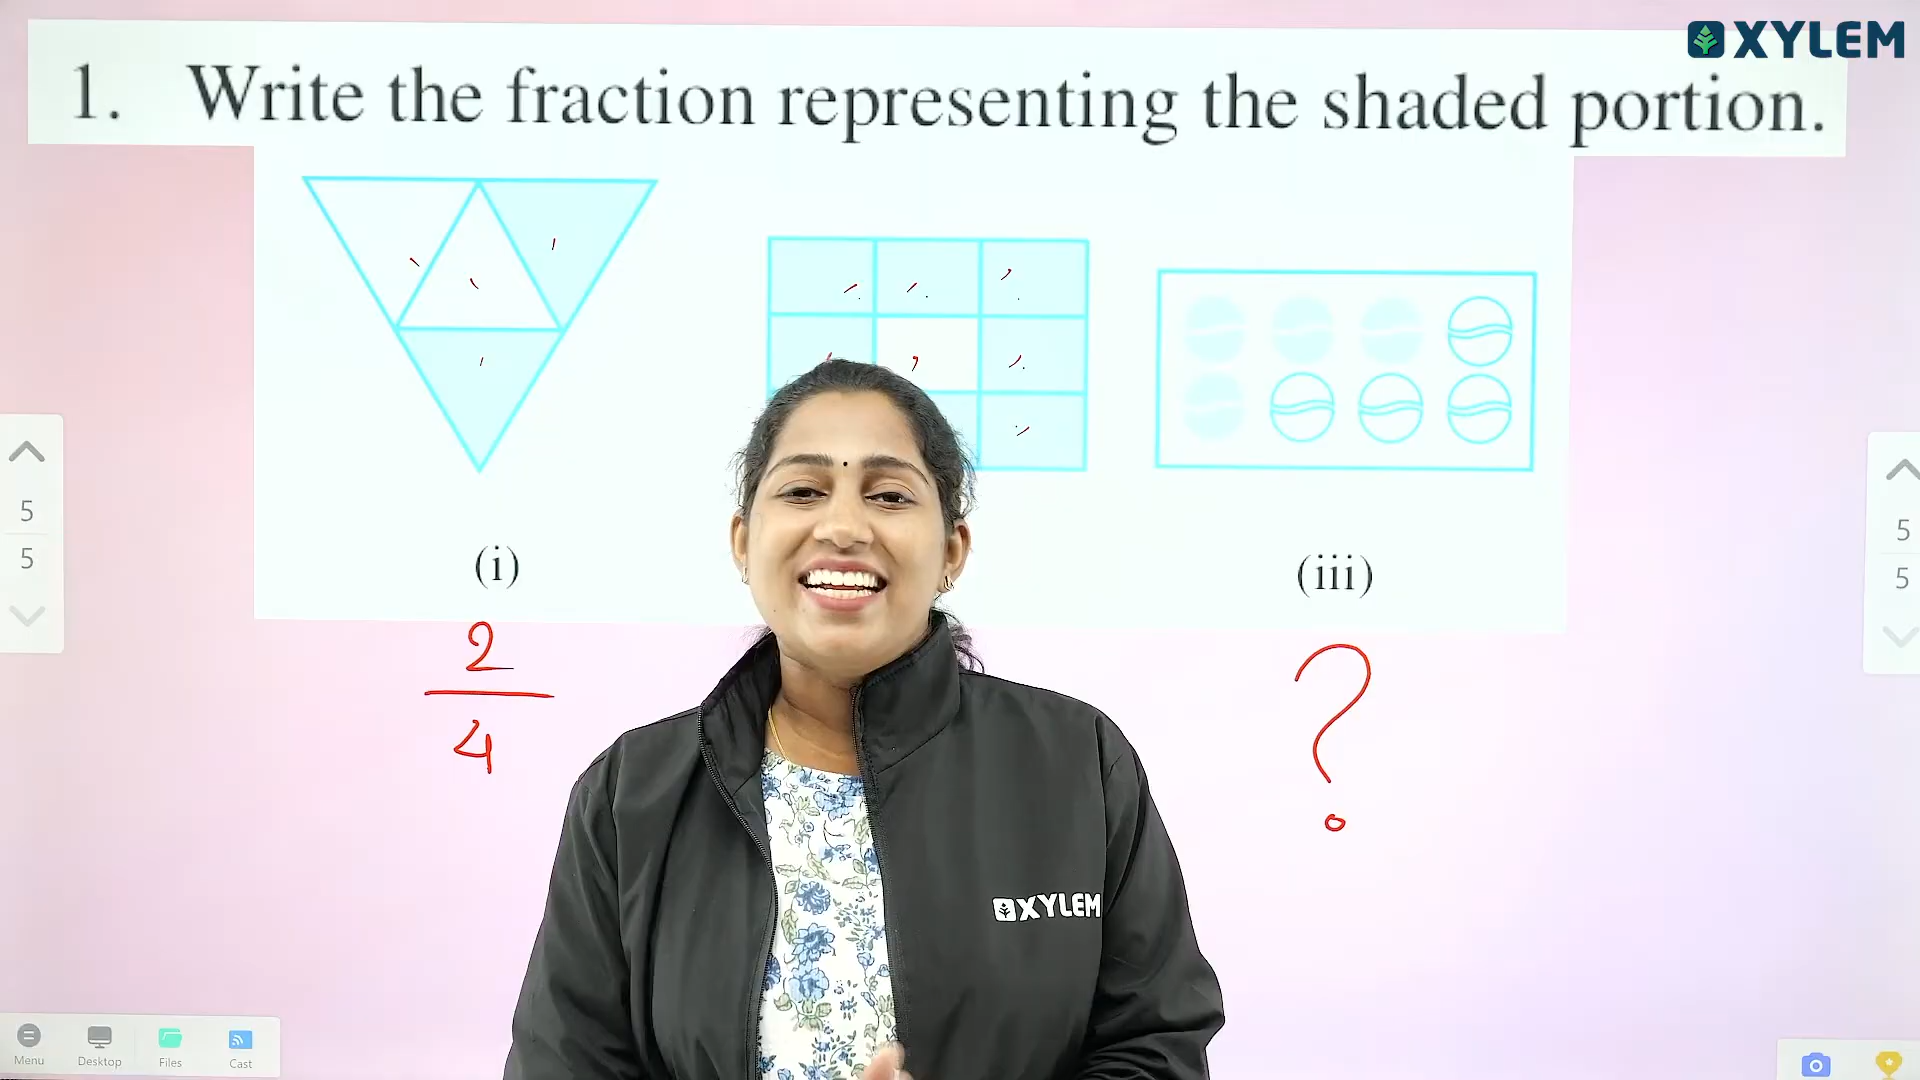 XYLEM
1. Write the fraction representing the shaded portion.
(i)
(iii)
2
4
?
5
5
5
5
XYLEM
Menu
Desktop
Files
Cast